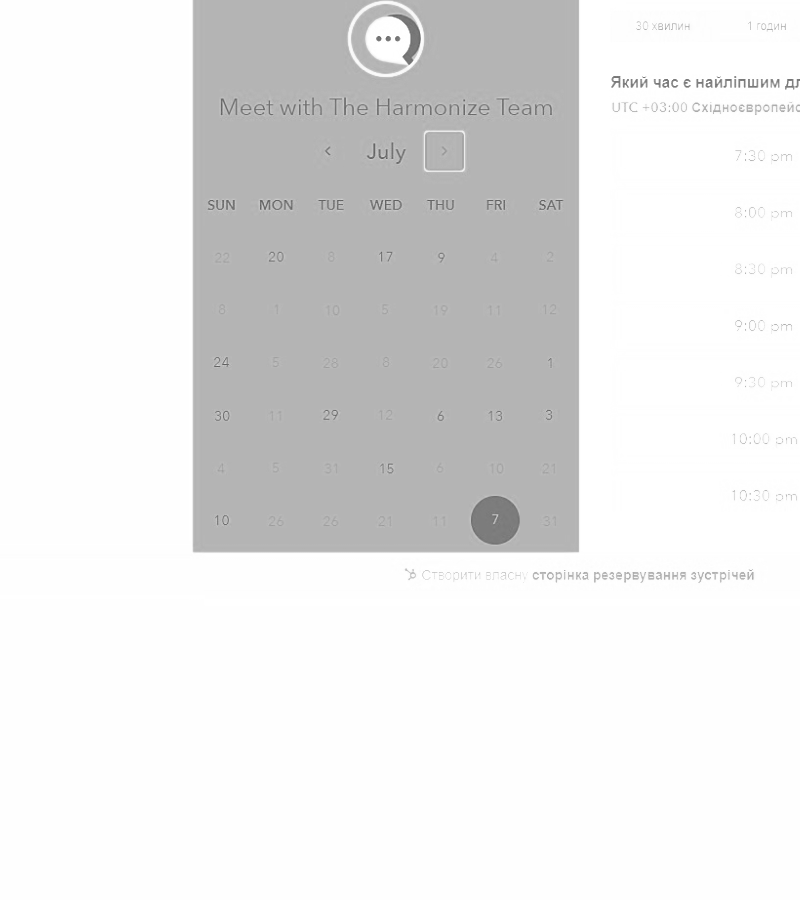 30 хвилин 1 годин
Meet with The Harmonize Team
Який час є найліпшим
UTC +03:00
July
7:30 pm
SUN MON TUE WED THU FRI SAT
8:00 pm
22 20 8 17 9 4 2
8:30 pm
8 1 10 5 19 11 12
9:00 pm
24 5 28 8 20 26 1
9:30 pm
30 11 29 12 6 13 3
10:00 pm
4 5 31 15 6 10 21
10:30 pm
10 26 26 21 11 7 31
Створити власну сторінка резервування зустрічей